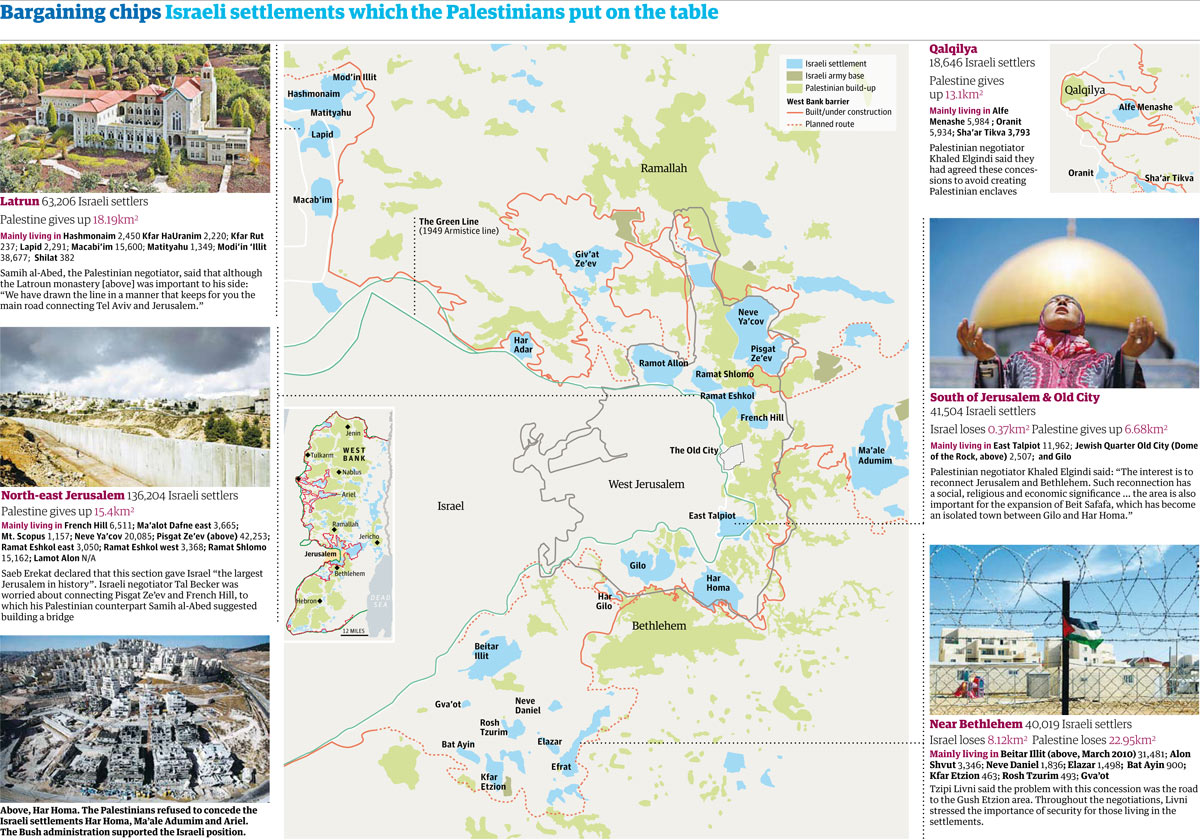 Bargaining chips Israeli settlements which the Palestinians put on the table
Latrun 63,206 Israeli settlers
Palestine gives up 18.19km²
Mainly living in Hashmonaim 2,450 Kfar HaUranim 2,220; Kfar Rut
237; Lapid 2,291; Macabi'im 15,600; Matityahu 1,349; Modi'in 'Illit
38,677; Shilat 382
Samih al-Abed, the Palestinian negotiator, said that although
the Latroun monastery [above] was important to his side:
“We have drawn the line in a manner that keeps for you the
main road connecting Tel Aviv and Jerusalem.”
North-east Jerusalem 136,204 Israeli settlers
Palestine gives up 15.4km²
Mainly living in French Hill 6,511; Ma'alot Dafne east 3,665;
Mt. Scopus 1,157; Neve Ya'cov 20,085; Pisgat Ze'ev (above) 42,253;
Ramat Eshkol east 3,050; Ramat Eshkol west 3,368; Ramat Shlomo
15,162; Lamot Alon N/A
Saeb Erekat declared that this section gave Israel “the largest
Jerusalem in history”. Israeli negotiator Tal Becker was
worried about connecting Pisgat Ze'ev and French Hill, to
which his Palestinian counterpart Samih al-Abed suggested
building a bridge
Above, Har Homa. The Palestinians refused to concede the
Israeli settlements Har Homa, Ma'ale Adumim and Ariel.
The Bush administration supported the Israeli position.
Mod'in Illit
Hashmonaim
Matityahu
Lapid
Macab'im
The Green Line
(1949 Armistice line)
Israeli settlement
Israeli army base
Palestinian build-up
West Bank barrier
Built/under construction
Planned route
Ramallah
Giv'at
Ze'ev
Neve
Ya'cov
Har
Adar
Pisgat
Ze'ev
Ramot Allon
Ramat Shlomo
Ramat Eshkol
French Hill
The Old City
Ma'ale
Adumim
West Jerusalem
Israel
East Talpiot
Gilo
Har
Homa
Har
Gilo
Bethlehem
Beitar
Illit
Gva'ot
Neve
Daniel
Rosh
Tzurim
Bat Ayin
Elazar
Efrat
Kfar
Etzion
Jenin
Tulkarm
WEST
BANK
Nablus
Ariel
Ramallah
Jericho
Jerusalem
Bethlehem
Hebron
DEAD
SEA
12 MILES
Qalqilya
18,646 Israeli settlers
Palestine gives
up 13.1km²
Mainly living in Alfe
Menashe 5,984 ; Oranit
5,934; Sha'ar Tikva 3,793
Palestinian negotiator
Khaled Elgindi said they
had agreed these conces-
sions to avoid creating
Palestinian enclaves
Qalqilya
Alfe Menashe
Oranit
Sha'ar Tikva
South of Jerusalem & Old City
41,504 Israeli settlers
Israel loses 0.37km² Palestine gives up 6.68km²
Mainly living in East Talpiot 11,962; Jewish Quarter Old City (Dome
of the Rock, above) 2,507; and Gilo
Palestinian negotiator Khaled Elgindi said: “The interest is to
reconnect Jerusalem and Bethlehem. Such reconnection has
a social, religious and economic significance ... the area is also
important for the expansion of Beit Safafa, which has become
an isolated town between Gilo and Har Homa.”
Near Bethlehem 40,019 Israeli settlers
Israel loses 8.12km² Palestine loses 22.95km²
Mainly living in Beitar Illit (above, March 2010) 31,481; Alon
Shvut 3,346; Neve Daniel 1,836; Elazar 1,498; Bat Ayin 900;
Kfar Etzion 463; Rosh Tzurim 493; Gva'ot
Tzipi Livni said the problem with this concession was the road
to the Gush Etzion area. Throughout the negotiations, Livni
stressed the importance of security for those living in the
settlements.